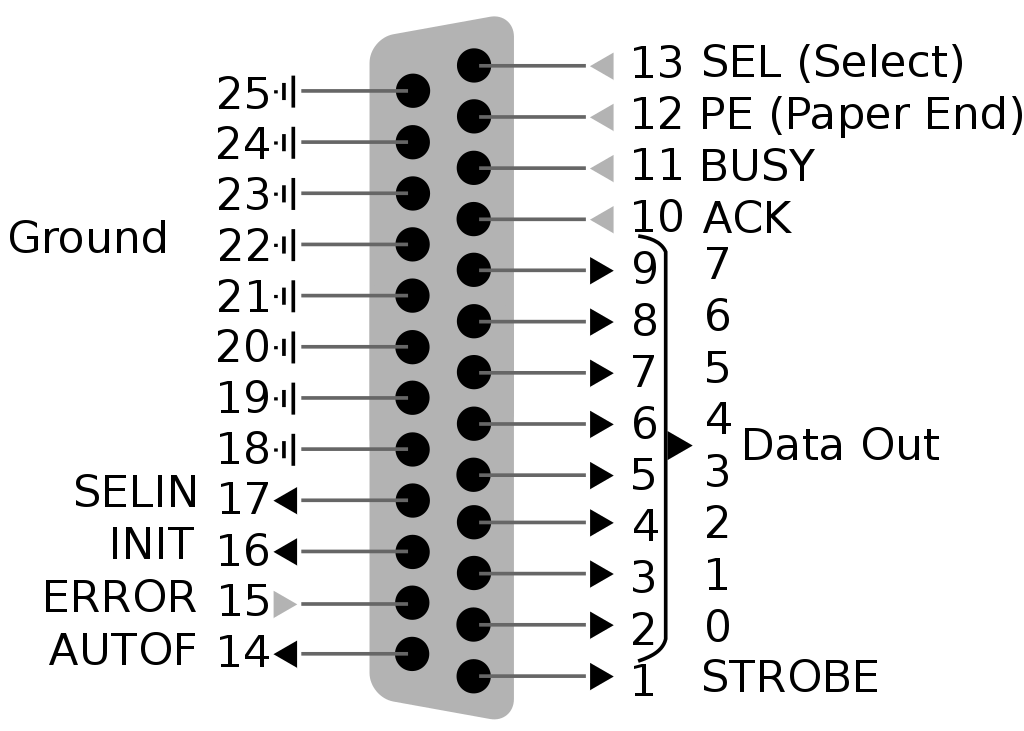 13 SEL (Select)
25
12 PE (Paper End)
24
11 BUSY
23
10 ACK
Ground
22
9 7
21
8 6
20
7 5
19
6 4
Data Out
18
5 3
SELIN 17
4 2
INIT 16
3 1
ERROR 15
2 0
AUTOF 14
1 STROBE